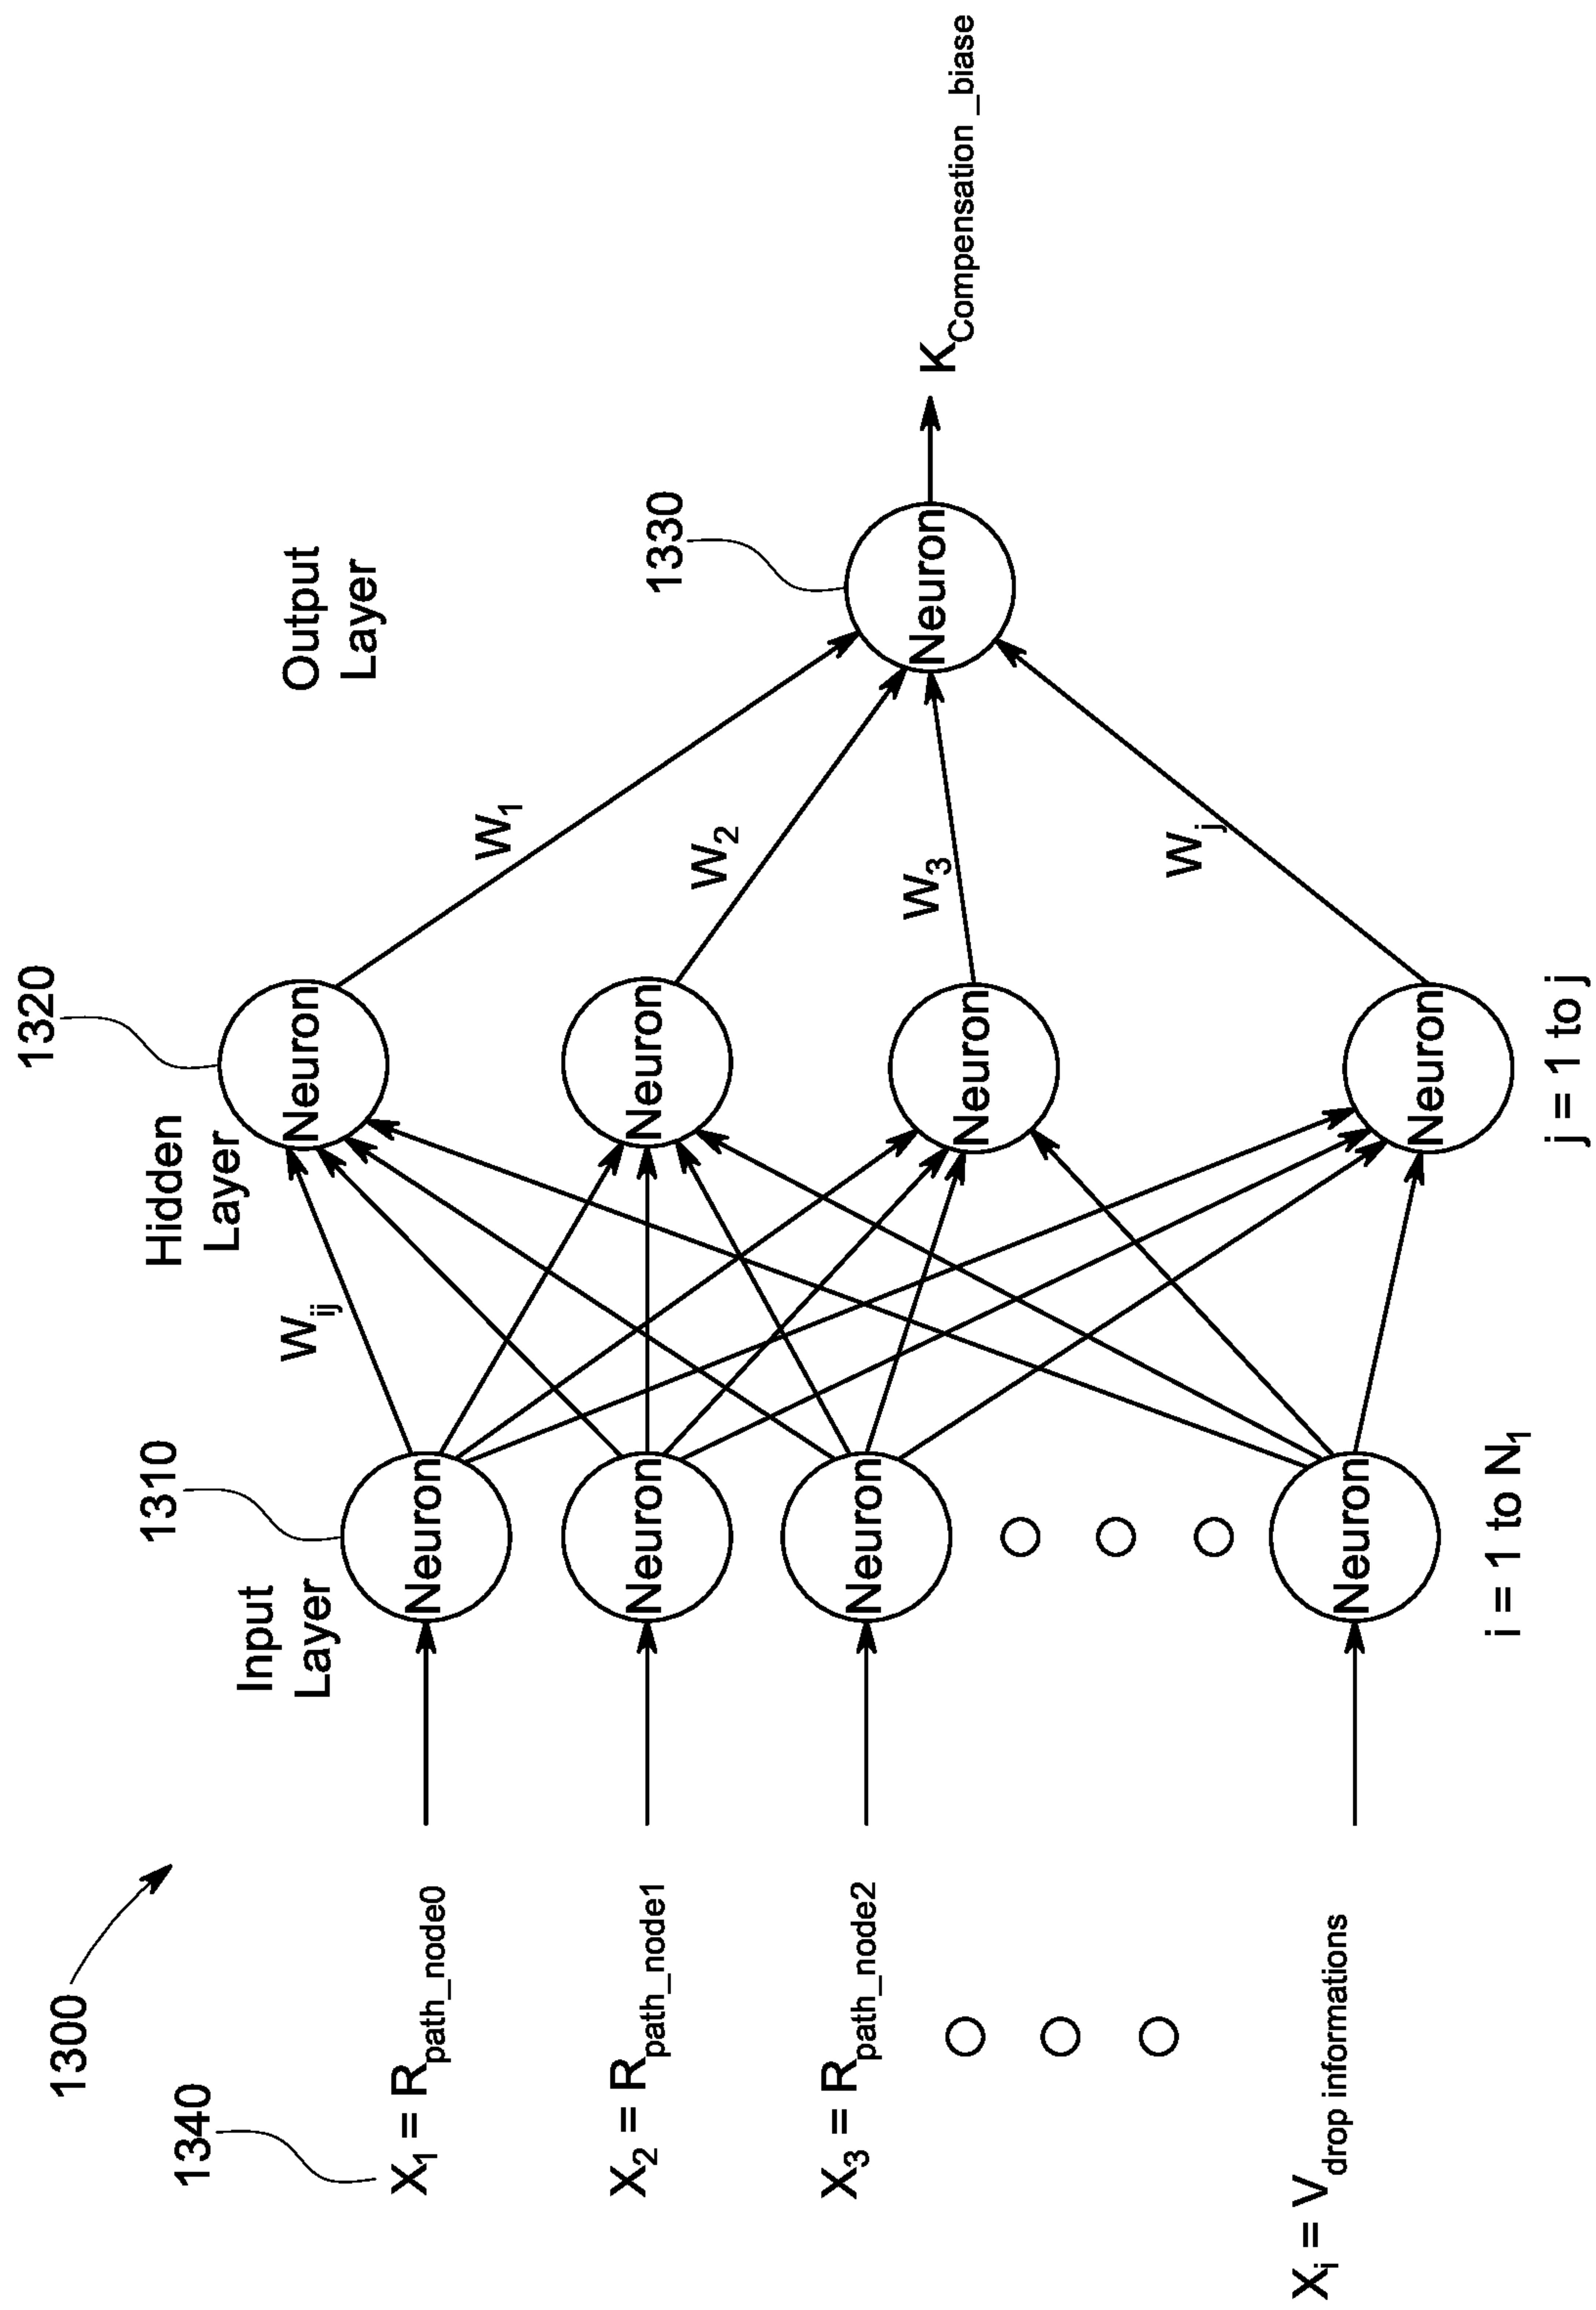 1300
1340
X1 = Rpath_node0
X2 = Rpath_node1
X3 = Rpath_node2
Xi = Vdrop informations
Input
Layer
1310
Neuron
Neuron
Neuron
Neuron
i = 1 to N1
Wij
Hidden
Layer
1320
Neuron
Neuron
Neuron
Neuron
j = 1 to j
W1
W2
W3
Wj
Output
Layer
1330
Neuron
KCompensation _biase